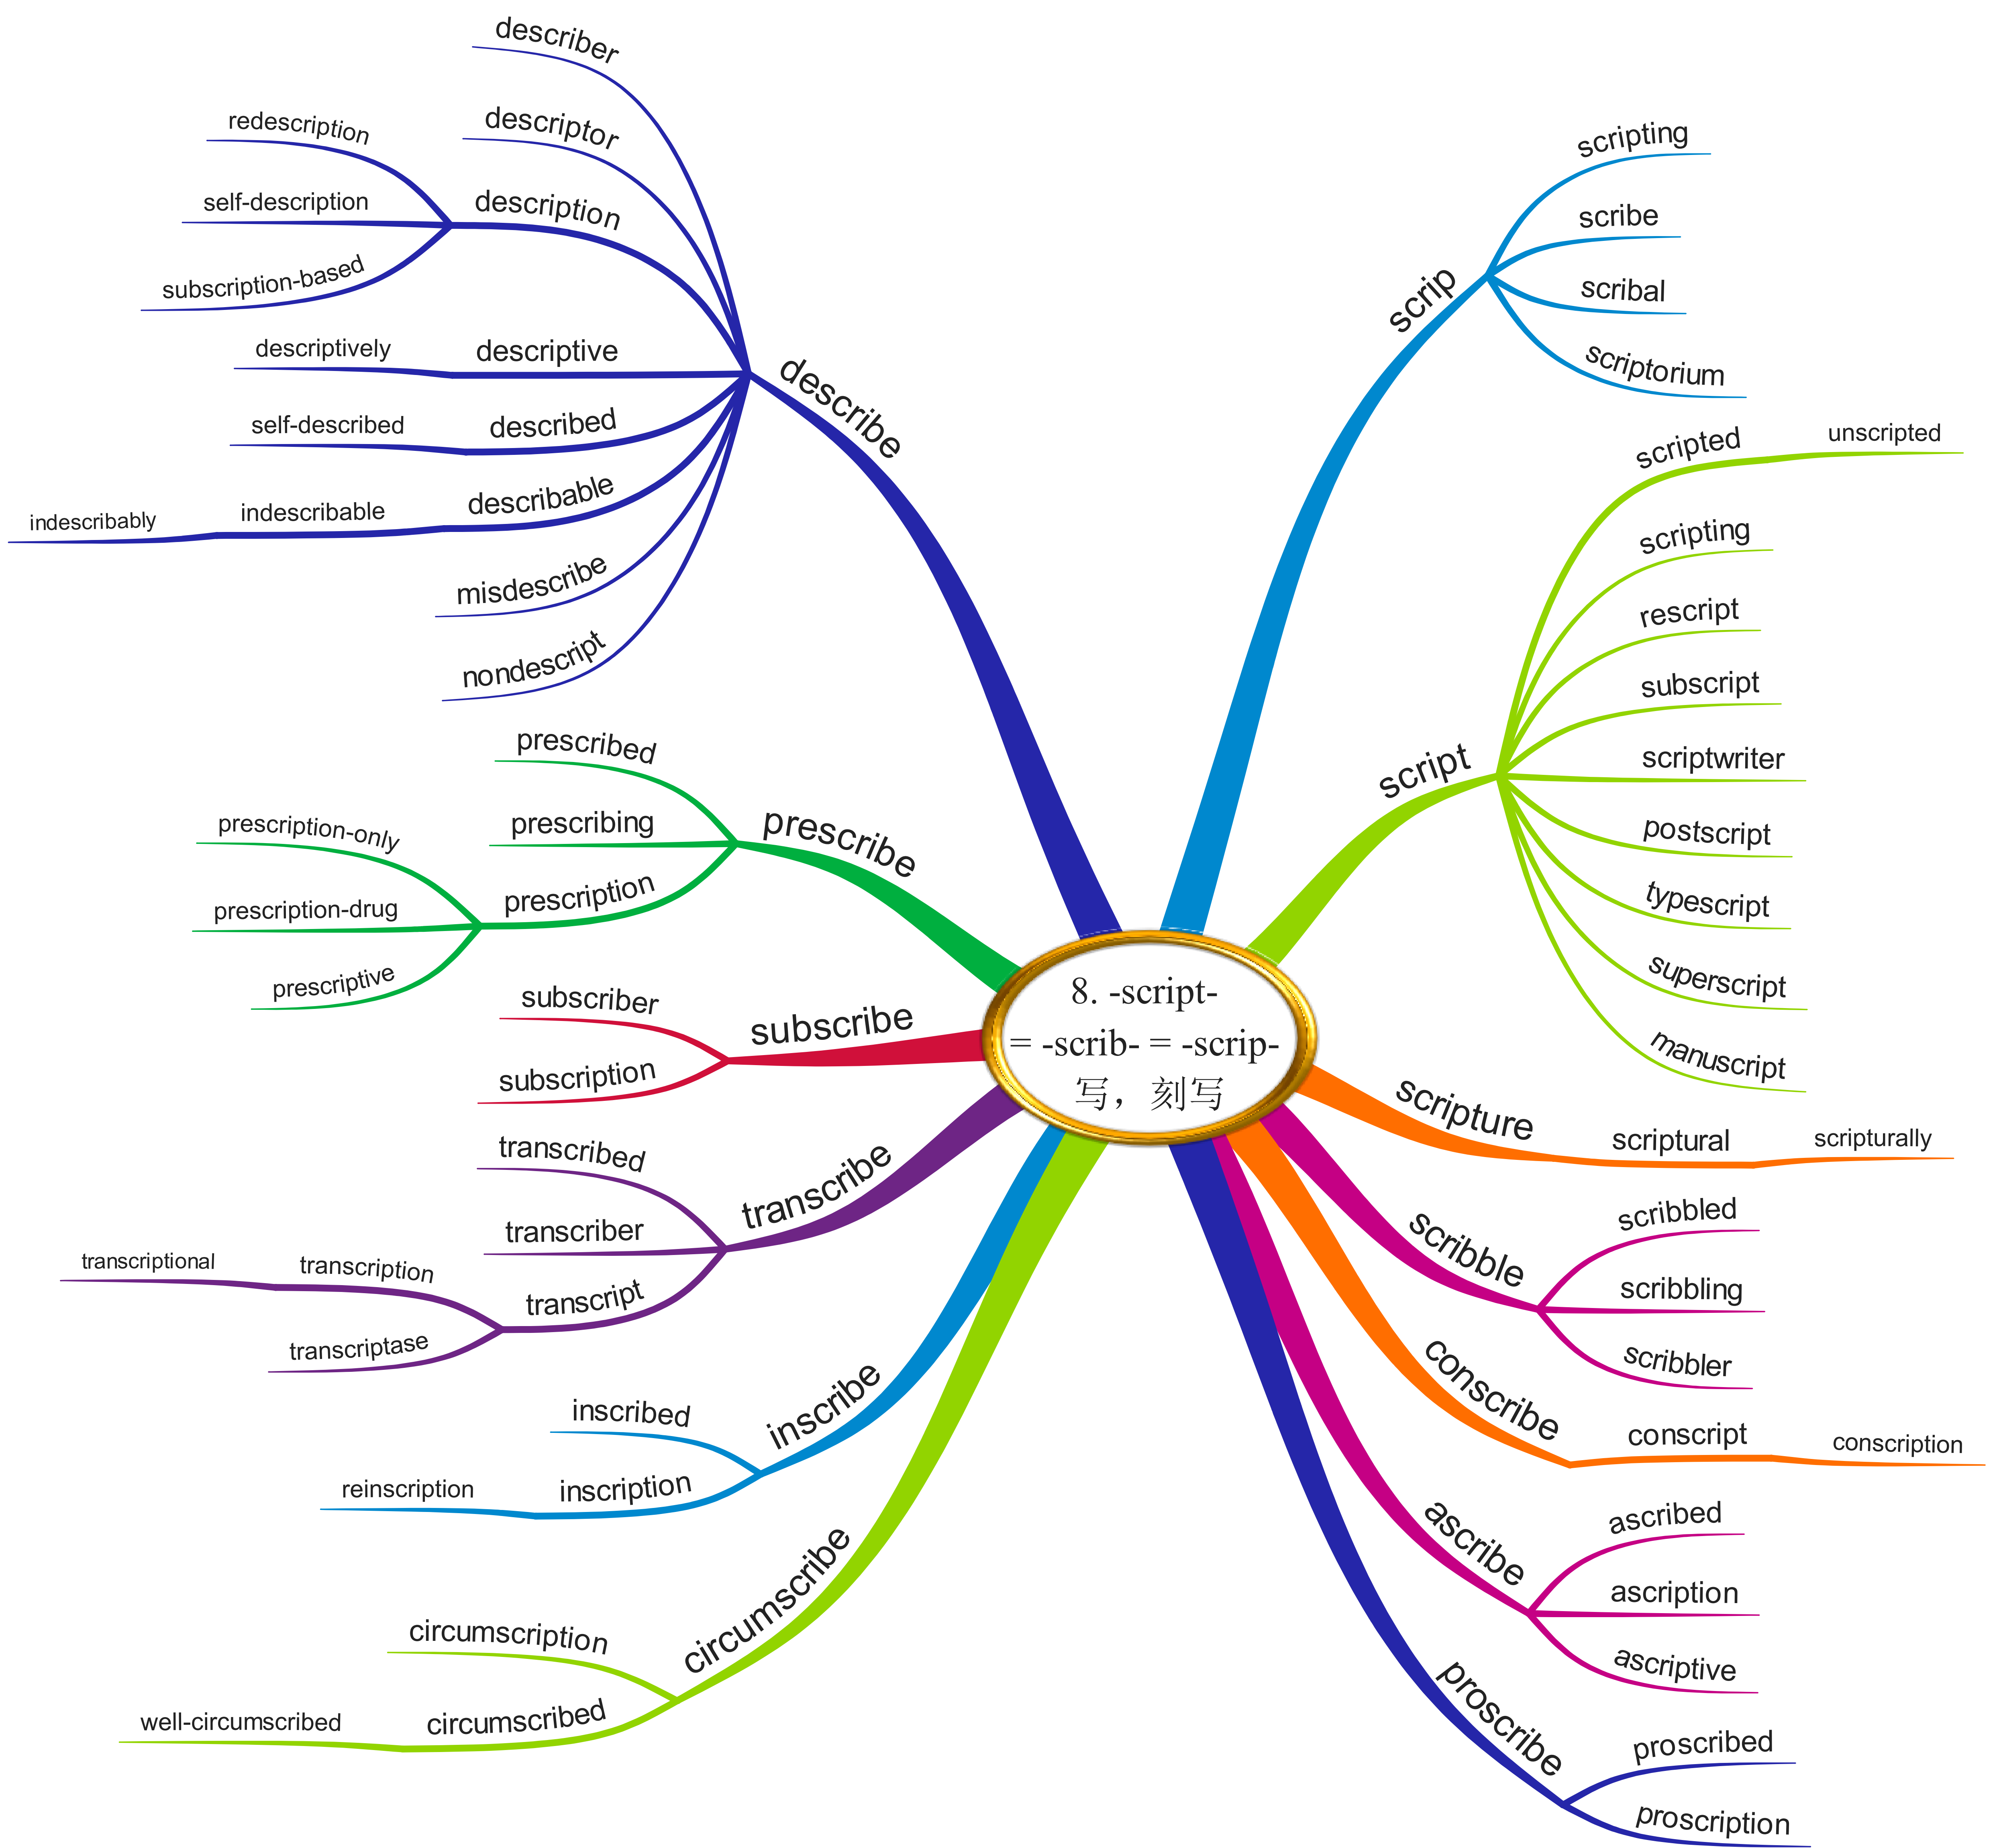 8. -script-
= -scrib- = -scrip-
写，刻写
scrip
scripting
scribe
scribal
scriptorium
script
scripted
unscripted
scripting
rescript
subscript
scriptwriter
postscript
typescript
superscript
manuscript
scripture
scriptural
scripturally
scribble
scribbled
scribbling
scribbler
conscribe
conscript
conscription
ascribe
ascribed
ascription
ascriptive
proscribe
proscribed
proscription
describe
describer
descriptor
description
redescription
self-description
subscription-based
descriptive
descriptively
described
self-described
describable
indescribable
indescribably
misdescribe
nondescript
prescribe
prescribed
prescribing
prescription
prescription-only
prescription-drug
prescriptive
subscribe
subscriber
subscription
transcribe
transcribed
transcriber
transcript
transcription
transcriptional
transcriptase
inscribe
inscribed
inscription
reinscription
circumscribe
circumscription
circumscribed
well-circumscribed